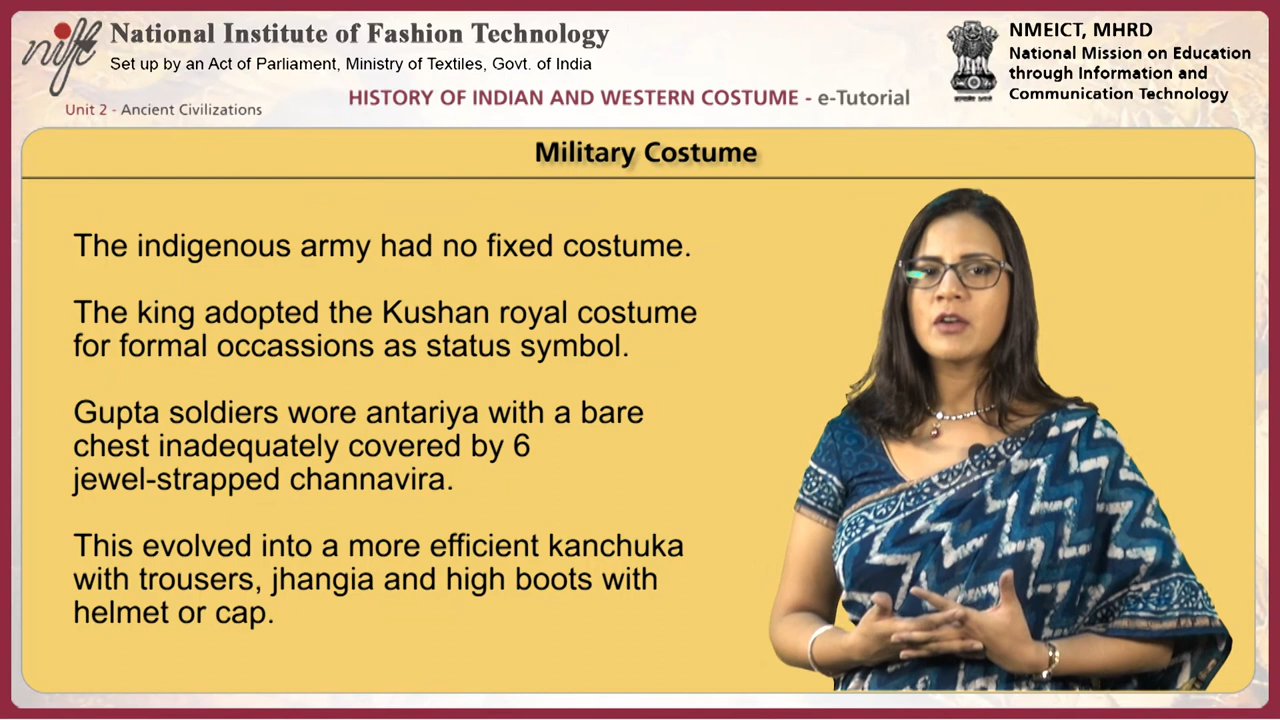 nift
National Institute of Fashion Technology
Set up by an Act of Parliament, Ministry of Textiles, Govt. of India
Unit 2 - Ancient Civilizations
HISTORY OF INDIAN AND WESTERN COSTUME - e-Tutorial
NMEICT, MHRD
National Mission on Education
through Information and
Communication Technology
Military Costume
The indigenous army had no fixed costume.
The king adopted the Kushan royal costume
for formal occassions as status symbol.
Gupta soldiers wore antariya with a bare
chest inadequately covered by 6
jewel-strapped channavira.
This evolved into a more efficient kanchuka
with trousers, jhangia and high boots with
helmet or cap.